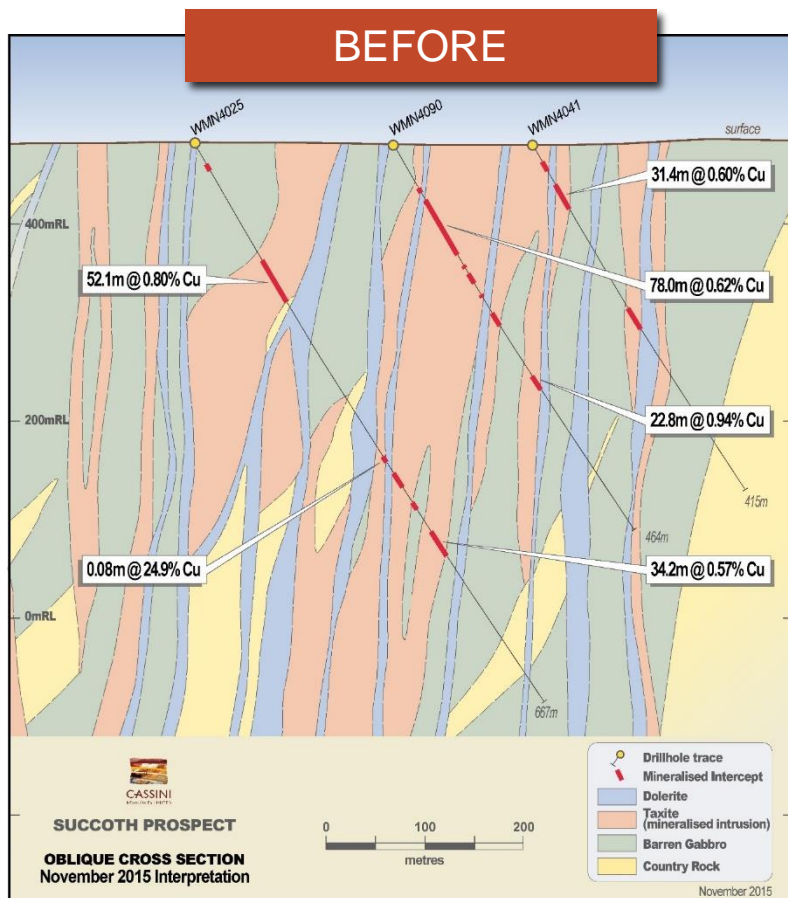 BEFORE
WMN4025
WMN4090
WMN4041
surface
31.4m @ 0.60% Cu
400mRL
52.1m @ 0.80% Cu
78.0m @ 0.62% Cu
200mRL
22.8m @ 0.94% Cu
415m
464m
0.08m @ 24.9% Cu
34.2m @ 0.57% Cu
0mRL
667m
CASSINI
RESOURCES LIMITED
SUCCOTH PROSPECT
OBLIQUE CROSS SECTION
November 2015 Interpretation
0 100 200
metres
Drillhole trace
Mineralised Intercept
Dolerite
Taxite
(mineralised intrusion)
Barren Gabbro
Country Rock
November 2015